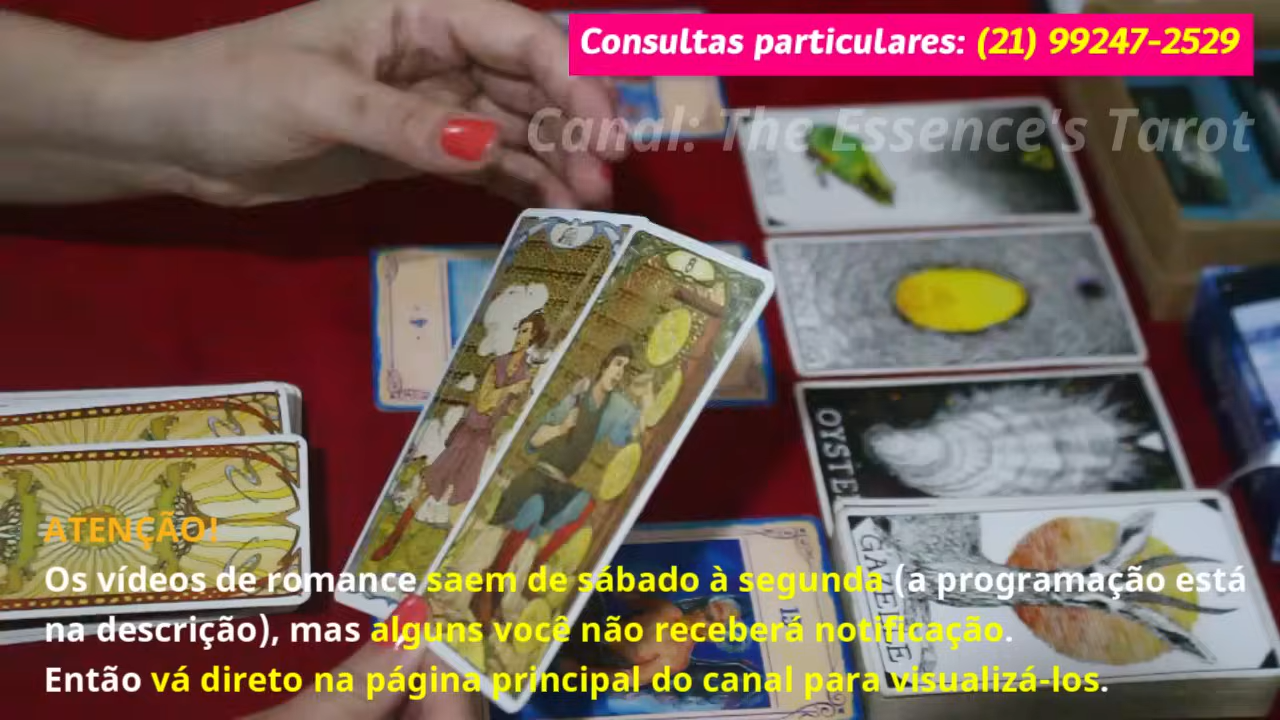 Consultas particulares: (21) 99247-2529
Canal: The Essence's Tarot
8
OYSTE
GAZELLE
ATENÇÃO!
Os vídeos de romance saem de sábado à segunda (a programação está
na descrição), mas alguns você não receberá notificação.
Então vá direto na página principal do canal para visualizá-los.